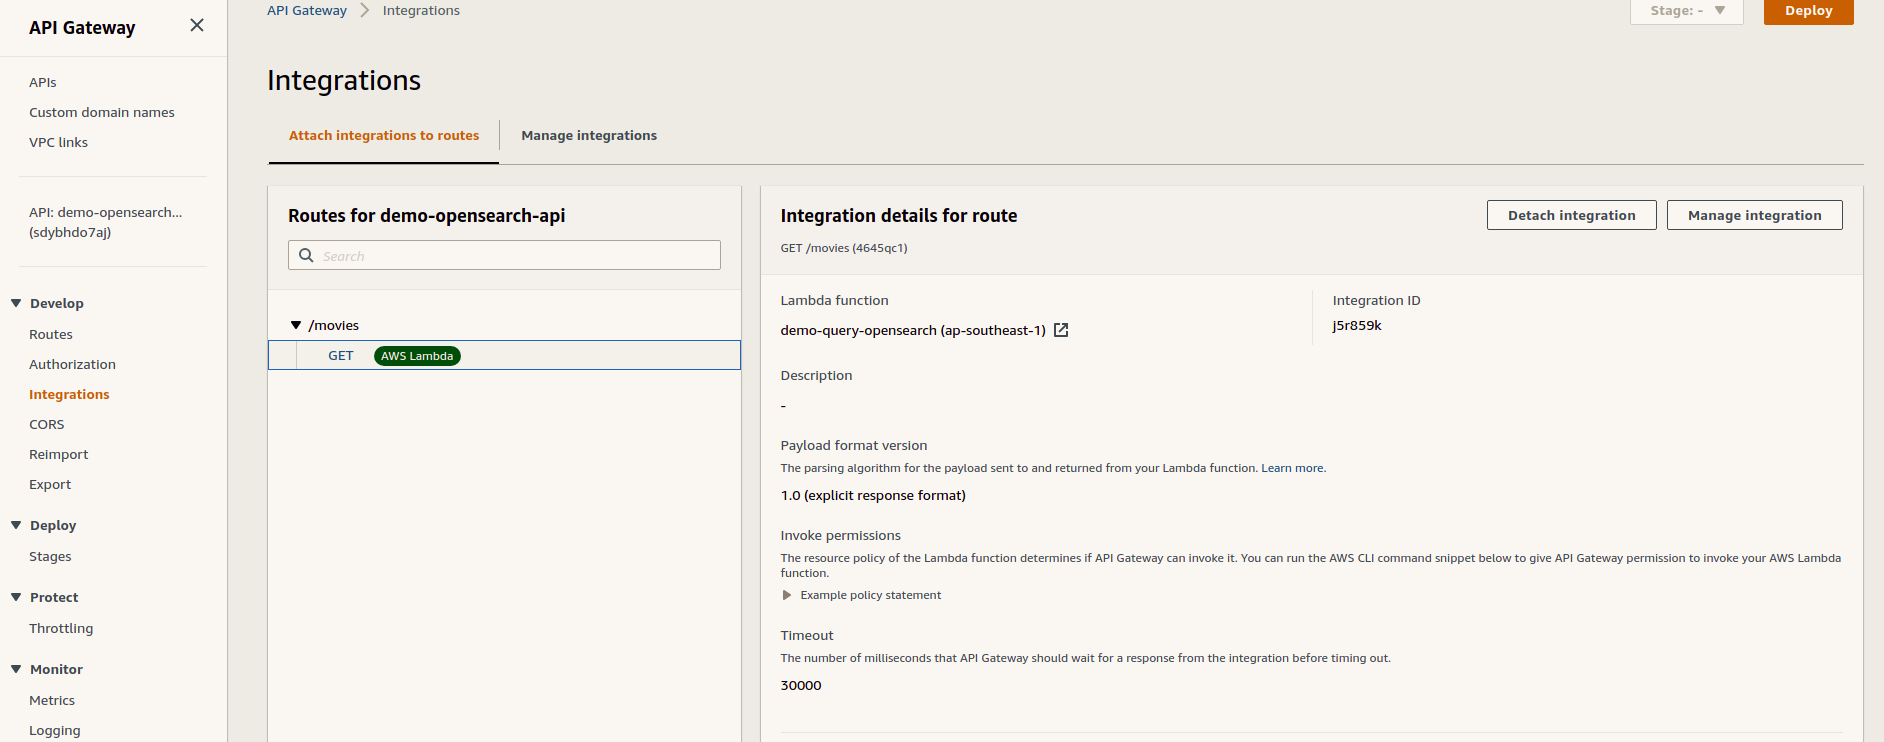 API Gateway
APIs
Custom domain names
VPC links
API: demo-opensearch...
(sdybhdo7aj)
Develop
Routes
Authorization
Integrations
CORS
Reimport
Export
Deploy
Stages
Protect
Throttling
Monitor
Metrics
Logging
API Gateway > Integrations
Stage: -
Deploy
Integrations
Attach integrations to routes
Manage integrations
Routes for demo-opensearch-api
Search
/movies
GET AWS Lambda
Integration details for route
Detach integration
Manage integration
GET /movies (4645qc1)
Lambda function
demo-query-opensearch (ap-southeast-1)
Integration ID
j5r859k
Description
-
Payload format version
The parsing algorithm for the payload sent to and returned from your Lambda function. Learn more.
1.0 (explicit response format)
Invoke permissions
The resource policy of the Lambda function determines if API Gateway can invoke it. You can run the AWS CLI command snippet below to give API Gateway permission to invoke your AWS Lambda
function.
Example policy statement
Timeout
The number of milliseconds that API Gateway should wait for a response from the integration before timing out.
30000